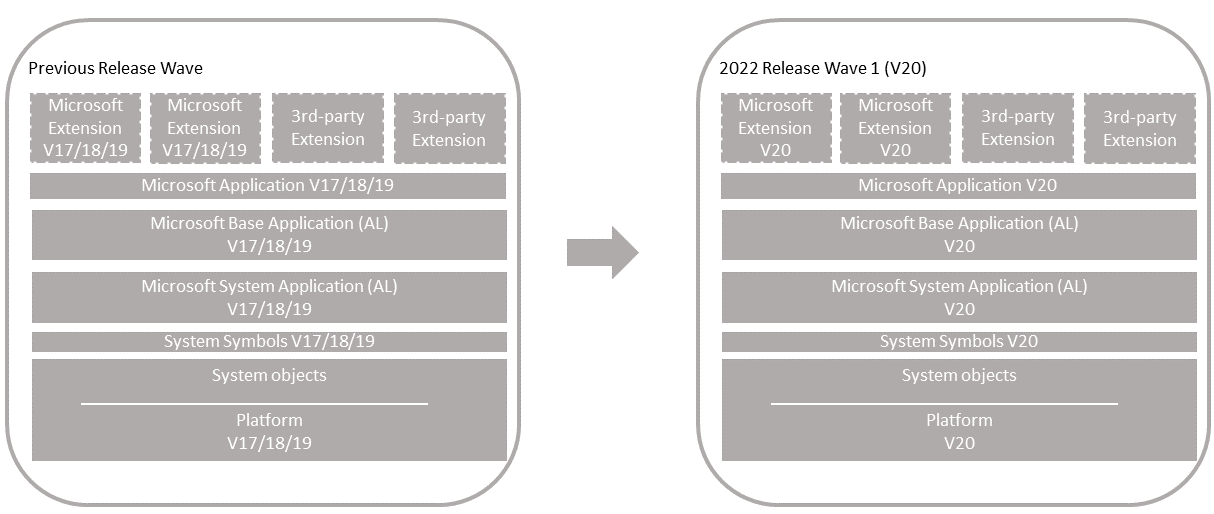 Previous Release Wave
Microsoft
Extension
V17/18/19
Microsoft
Extension
V17/18/19
3rd-party
Extension
3rd-party
Extension
Microsoft Application V17/18/19
Microsoft Base Application (AL)
V17/18/19
Microsoft System Application (AL)
V17/18/19
System Symbols V17/18/19
System objects
Platform
V17/18/19
2022 Release Wave 1 (V20)
Microsoft
Extension
V20
Microsoft
Extension
V20
3rd-party
Extension
3rd-party
Extension
Microsoft Application V20
Microsoft Base Application (AL)
V20
Microsoft System Application (AL)
V20
System Symbols V20
System objects
Platform
V20